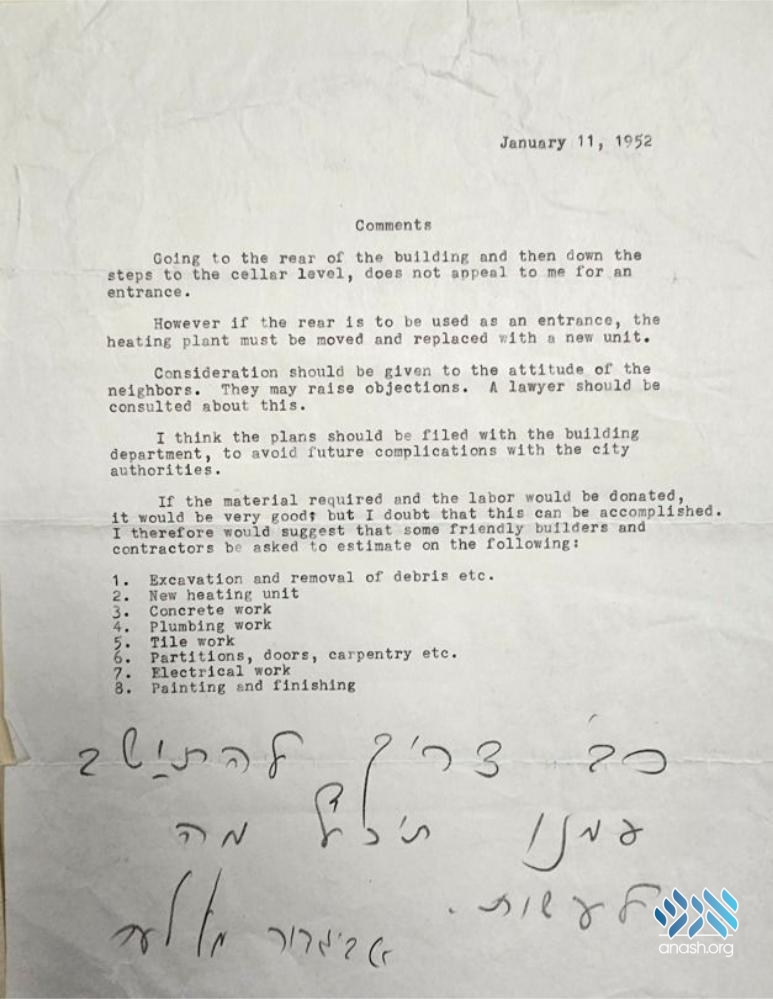 January 11, 1952
Comments
Going to the rear of the building and then down the
steps to the cellar level, does not appeal to me for an
entrance.
However if the rear is to be used as an entrance, the
heating plant must be moved and replaced with a new unit.
Consideration should be given to the attitude of the
neighbors. They may raise objections. A lawyer should be
consulted about this.
I think the plans should be filed with the building
department, to avoid future complications with the city
authorities.
If the material required and the labor would be donated,
it would be very good; but I doubt that this can be accomplished.
I therefore would suggest that some friendly builders and
contractors be asked to estimate on the following:
1. Excavation and removal of debris etc.
2. New heating unit
3. Concrete work
4. Plumbing work
5. Tile work
6. Partitions, doors, carpentry etc.
7. Electrical work
8. Painting and finishing
כב' צריך להתישב
עמנו מה
לעשות.
אביגדור
אנש
anash.org